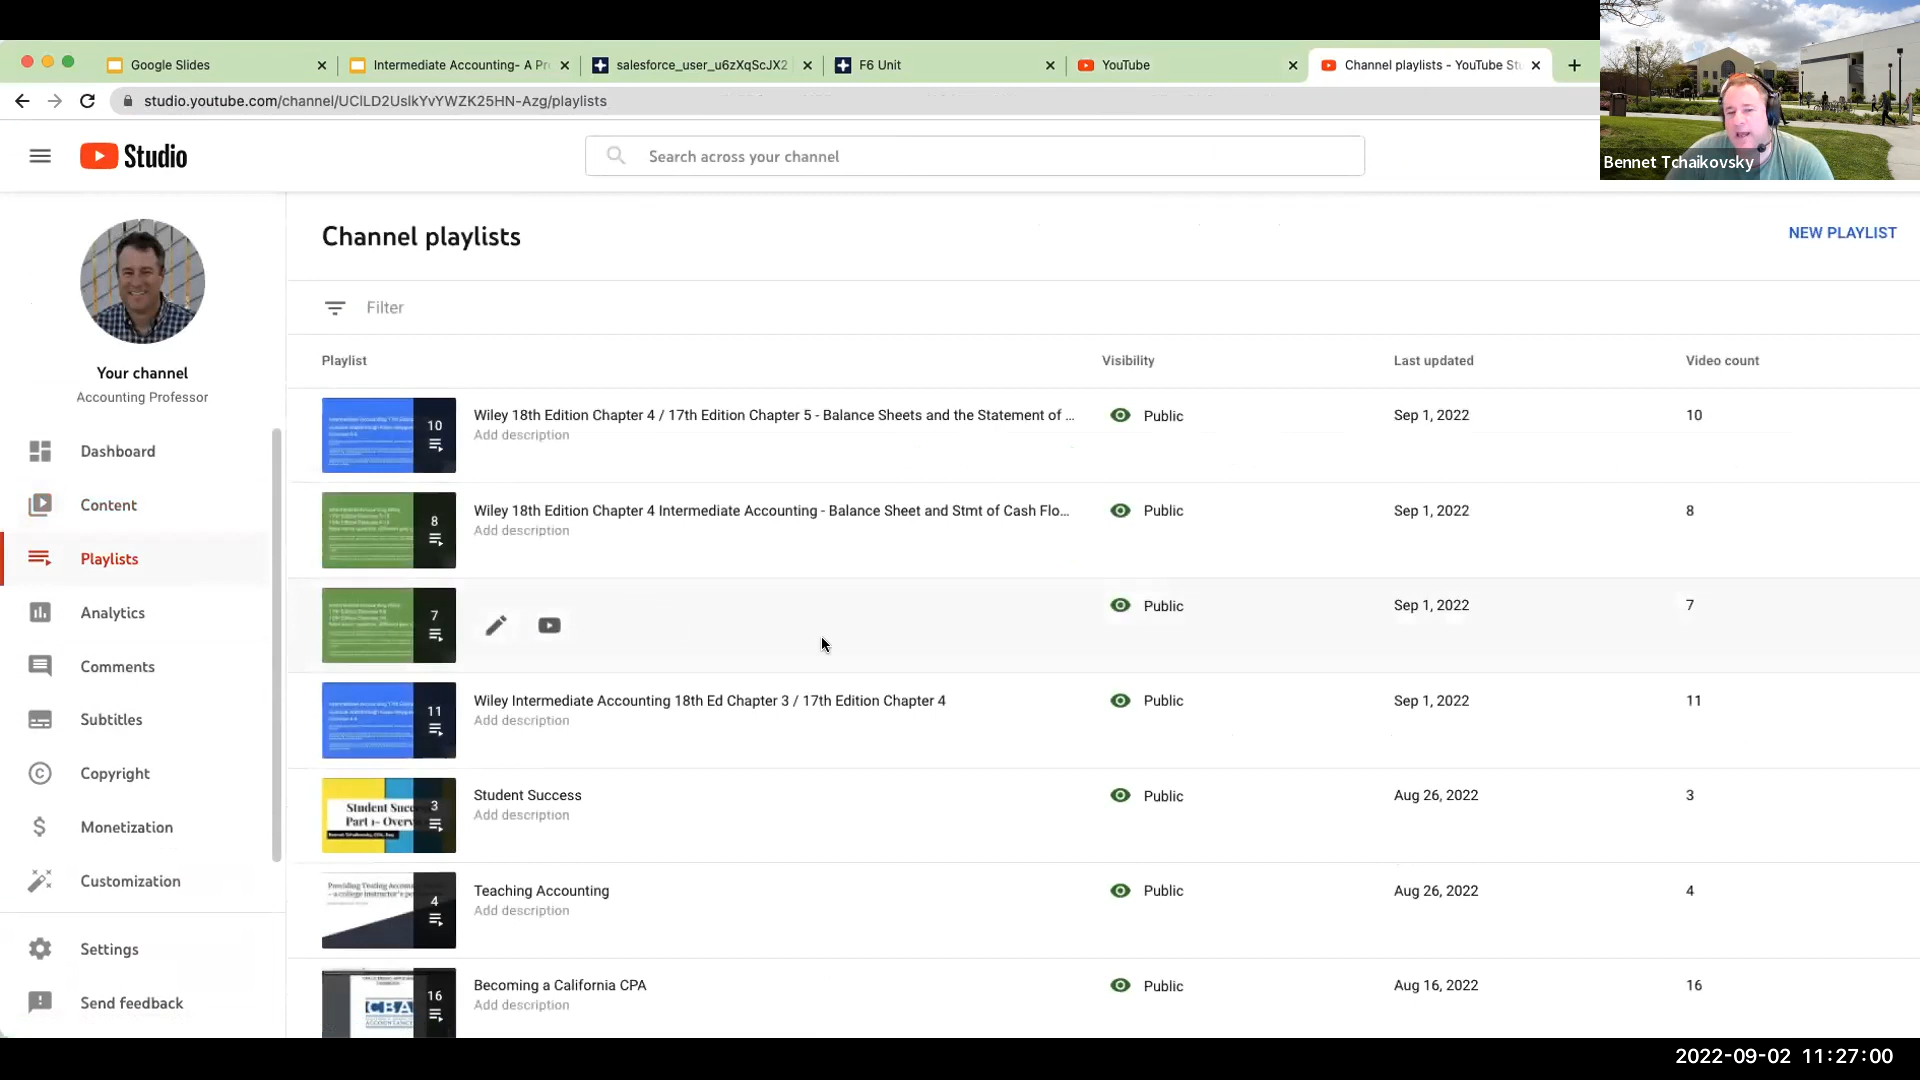 Google Slides
Intermediate Accounting- A Pr
salesforce_user_u6zXqScJX2
F6 Unit
YouTube
Channel playlists - YouTube St
studio.youtube.com/channel/UClLD2UslkYvYWZK25HN-Azg/playlists
Bennet Tchaikovsky
Studio
Search across your channel
Channel playlists
NEW PLAYLIST
Filter
Your channel
Accounting Professor
Playlist
Visibility
Last updated
Video count
10
Wiley 18th Edition Chapter 4 / 17th Edition Chapter 5 - Balance Sheets and the Statement of ...
Add description
Public
Sep 1, 2022
10
8
Wiley 18th Edition Chapter 4 Intermediate Accounting - Balance Sheet and Stmt of Cash Flo...
Add description
Public
Sep 1, 2022
8
7
Public
Sep 1, 2022
7
11
Wiley Intermediate Accounting 18th Ed Chapter 3 / 17th Edition Chapter 4
Add description
Public
Sep 1, 2022
11
Student Succ
Part 1- Overv
3
Student Success
Add description
Public
Aug 26, 2022
3
4
Teaching Accounting
Add description
Public
Aug 26, 2022
4
CBA
16
Becoming a California CPA
Add description
Public
Aug 16, 2022
16
Dashboard
Content
Playlists
Analytics
Comments
Subtitles
Copyright
Monetization
Customization
Settings
Send feedback
2022-09-02 11:27:00